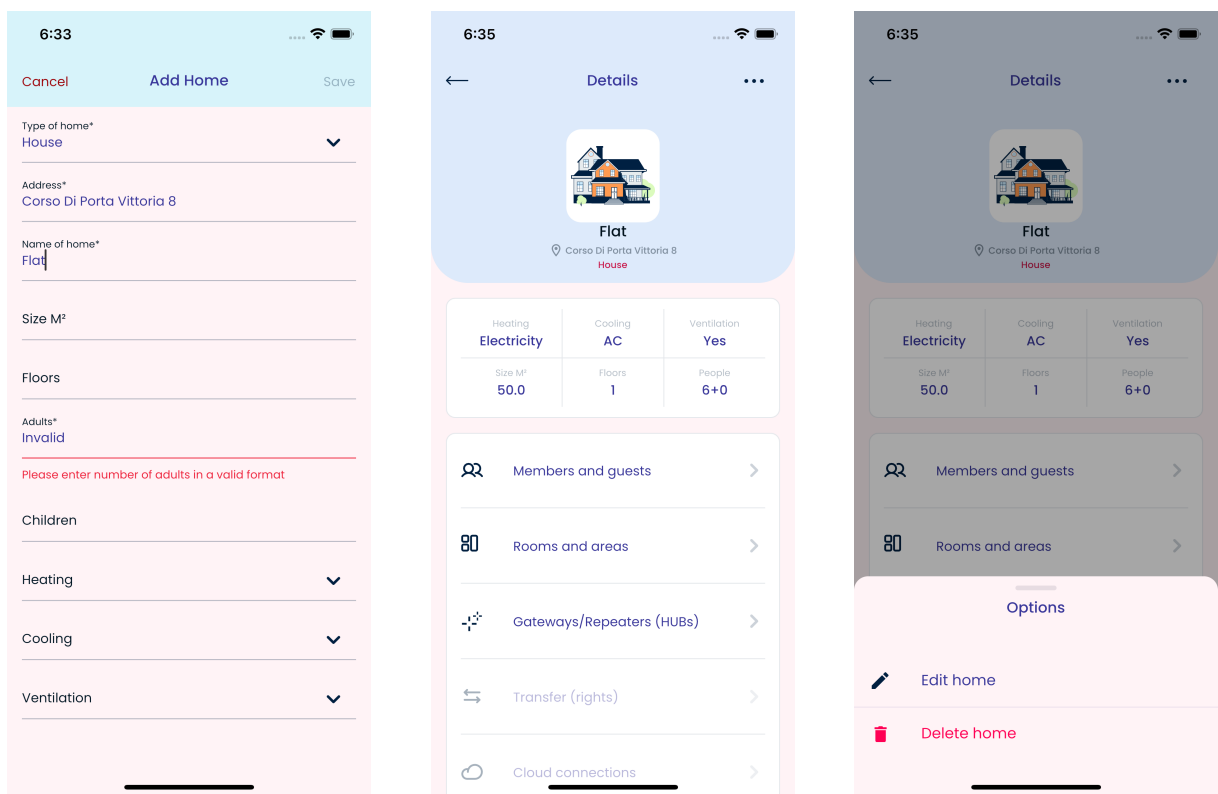 6:33
Cancel Add Home Save
Type of home*
House
Address*
Corso Di Porta Vittoria 8
Name of home*
Flat
Size M²
Floors
Adults*
Invalid
Please enter number of adults in a valid format
Children
Heating
Cooling
Ventilation
6:35
Details
Flat
Corso Di Porta Vittoria 8
House
Heating Cooling Ventilation
Electricity AC Yes
Size M² Floors People
50.0 1 6+0
Members and guests
Rooms and areas
Gateways/Repeaters (HUBs)
Transfer (rights)
Cloud connections
6:35
Details
Flat
Corso Di Porta Vittoria 8
House
Heating Cooling Ventilation
Electricity AC Yes
Size M² Floors People
50.0 1 6+0
Members and guests
Rooms and areas
Options
Edit home
Delete home